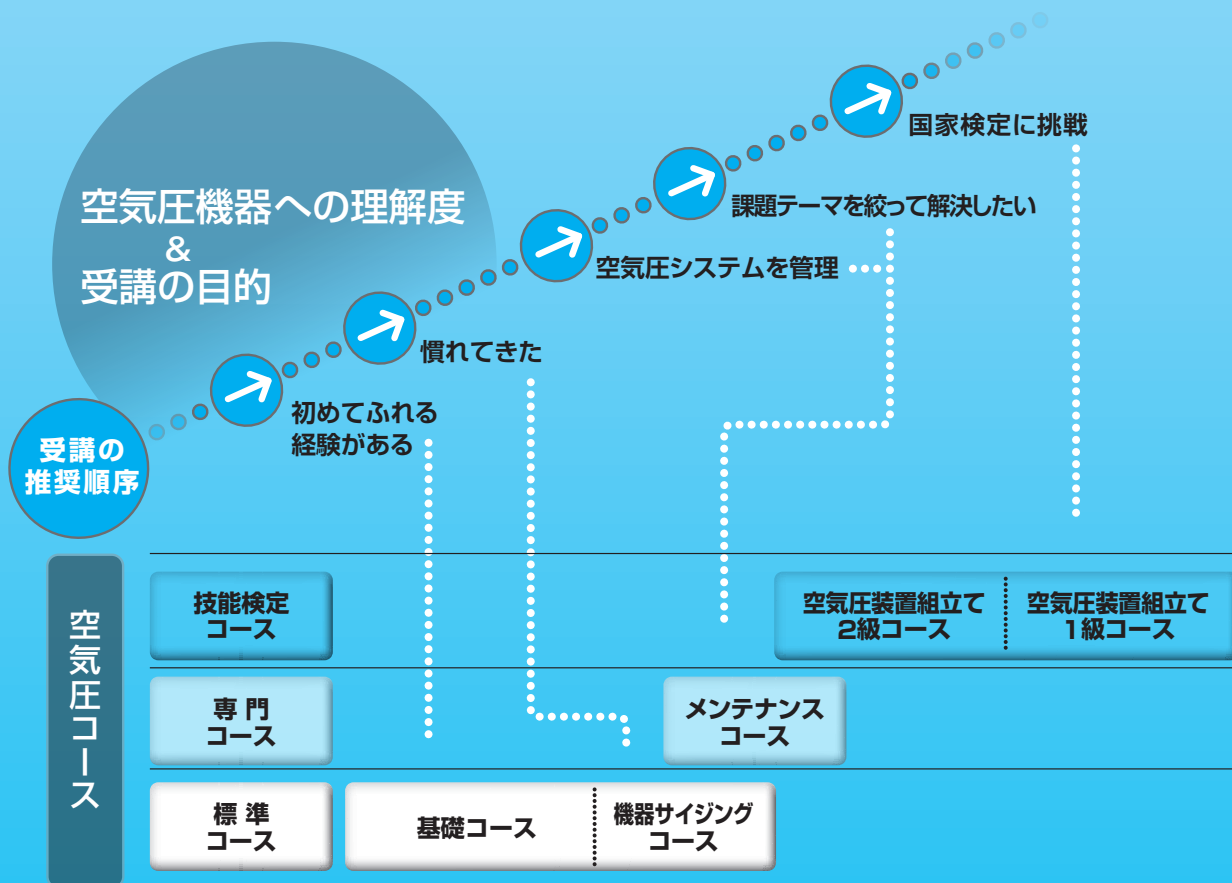 空気圧機器への理解度
&
受講の目的
国家検定に挑戦
課題テーマを絞って解決したい
空気圧システムを管理
慣れてきた
初めてふれる
経験がある
受講の
推奨順序
空気圧コース
技能検定
コース
空気圧装置組立て
2級コース
空気圧装置組立て
1級コース
専 門
コース
メンテナンス
コース
標 準
コース
基礎コース
機器サイジング
コース